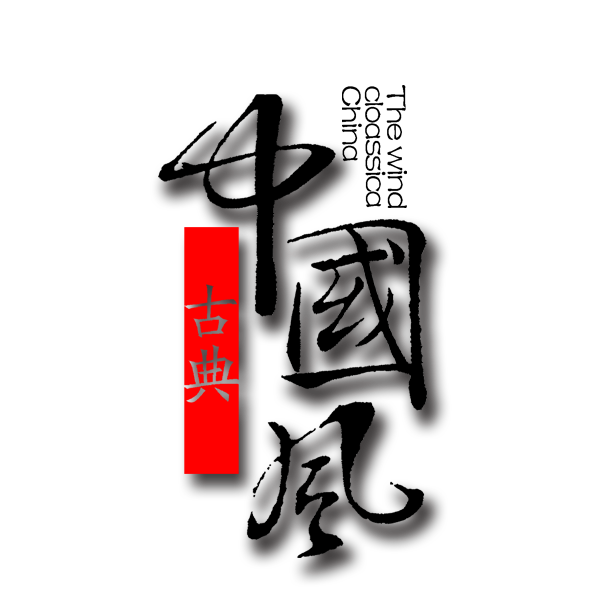 中國風
古典
The wind
cloassica
China